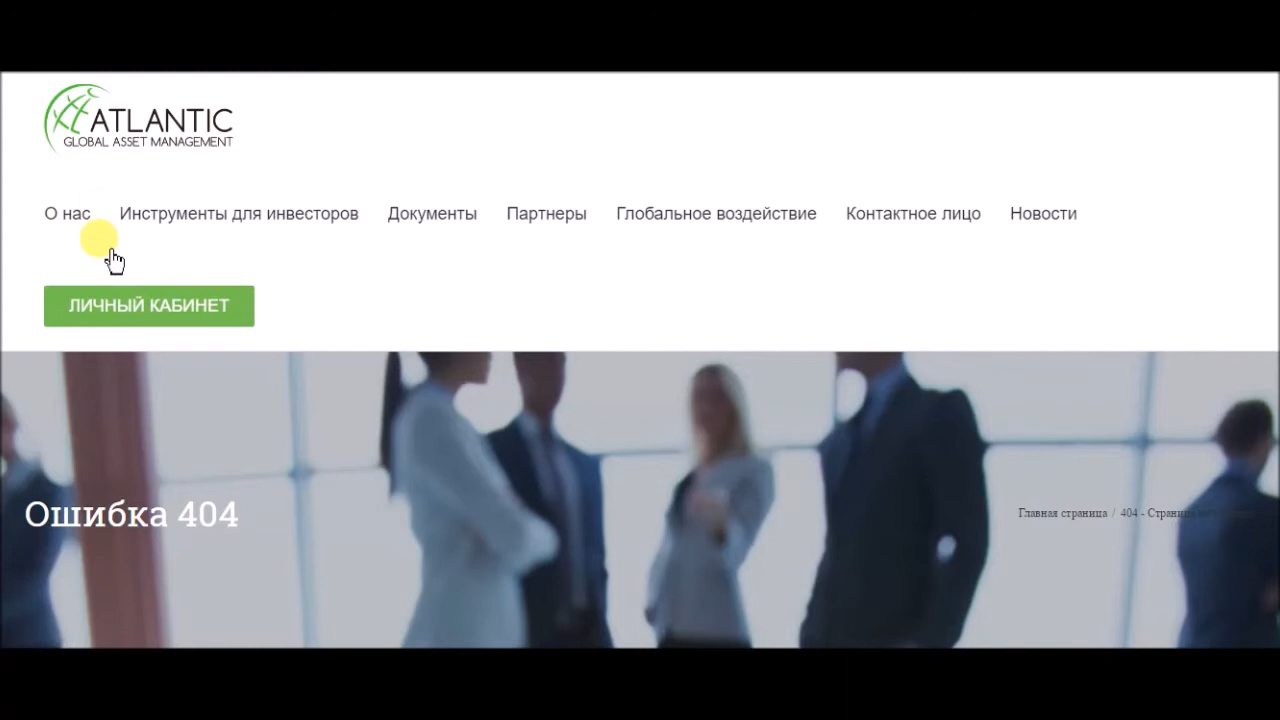 ATLANTIC
GLOBAL ASSET MANAGEMENT
О нас Инструменты для инвесторов Документы Партнеры Глобальное воздействие Контактное лицо Новости
ЛИЧНЫЙ КАБИНЕТ
Ошибка 404
Главная страница / 404 - Страница